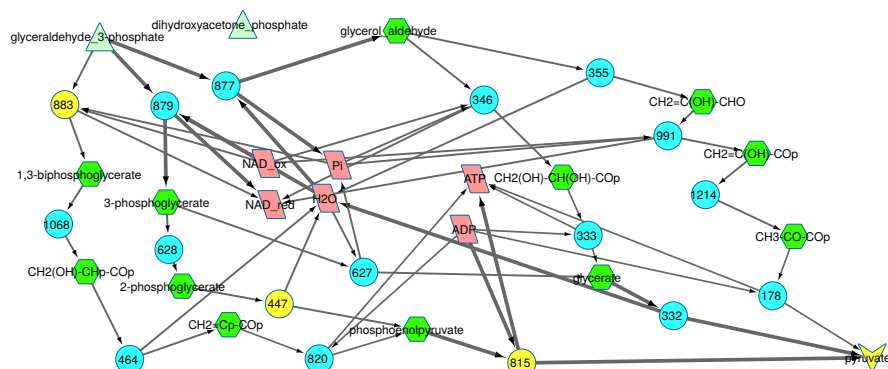 dihydroxyacetone_phosphate
glycerol_aldehyde
glyceraldehyde_3-phosphate
355
877
346
CH2=C(OH)-CHO
883
879
991
CH2=C(OH)-COp
NAD_ox
Pi
1,3-biphosphoglycerate
ATP
CH2(OH)-CH(OH)-COp
1214
3-phosphoglycerate
NAD_red
H2O
1068
ADP
333
CH3-CO-COp
628
CH2(OH)-CHp-COp
627
glycerate
2-phosphoglycerate
178
447
332
CH2=Cp-COp
phosphoenolpyruvate
464
820
815
pyruvate